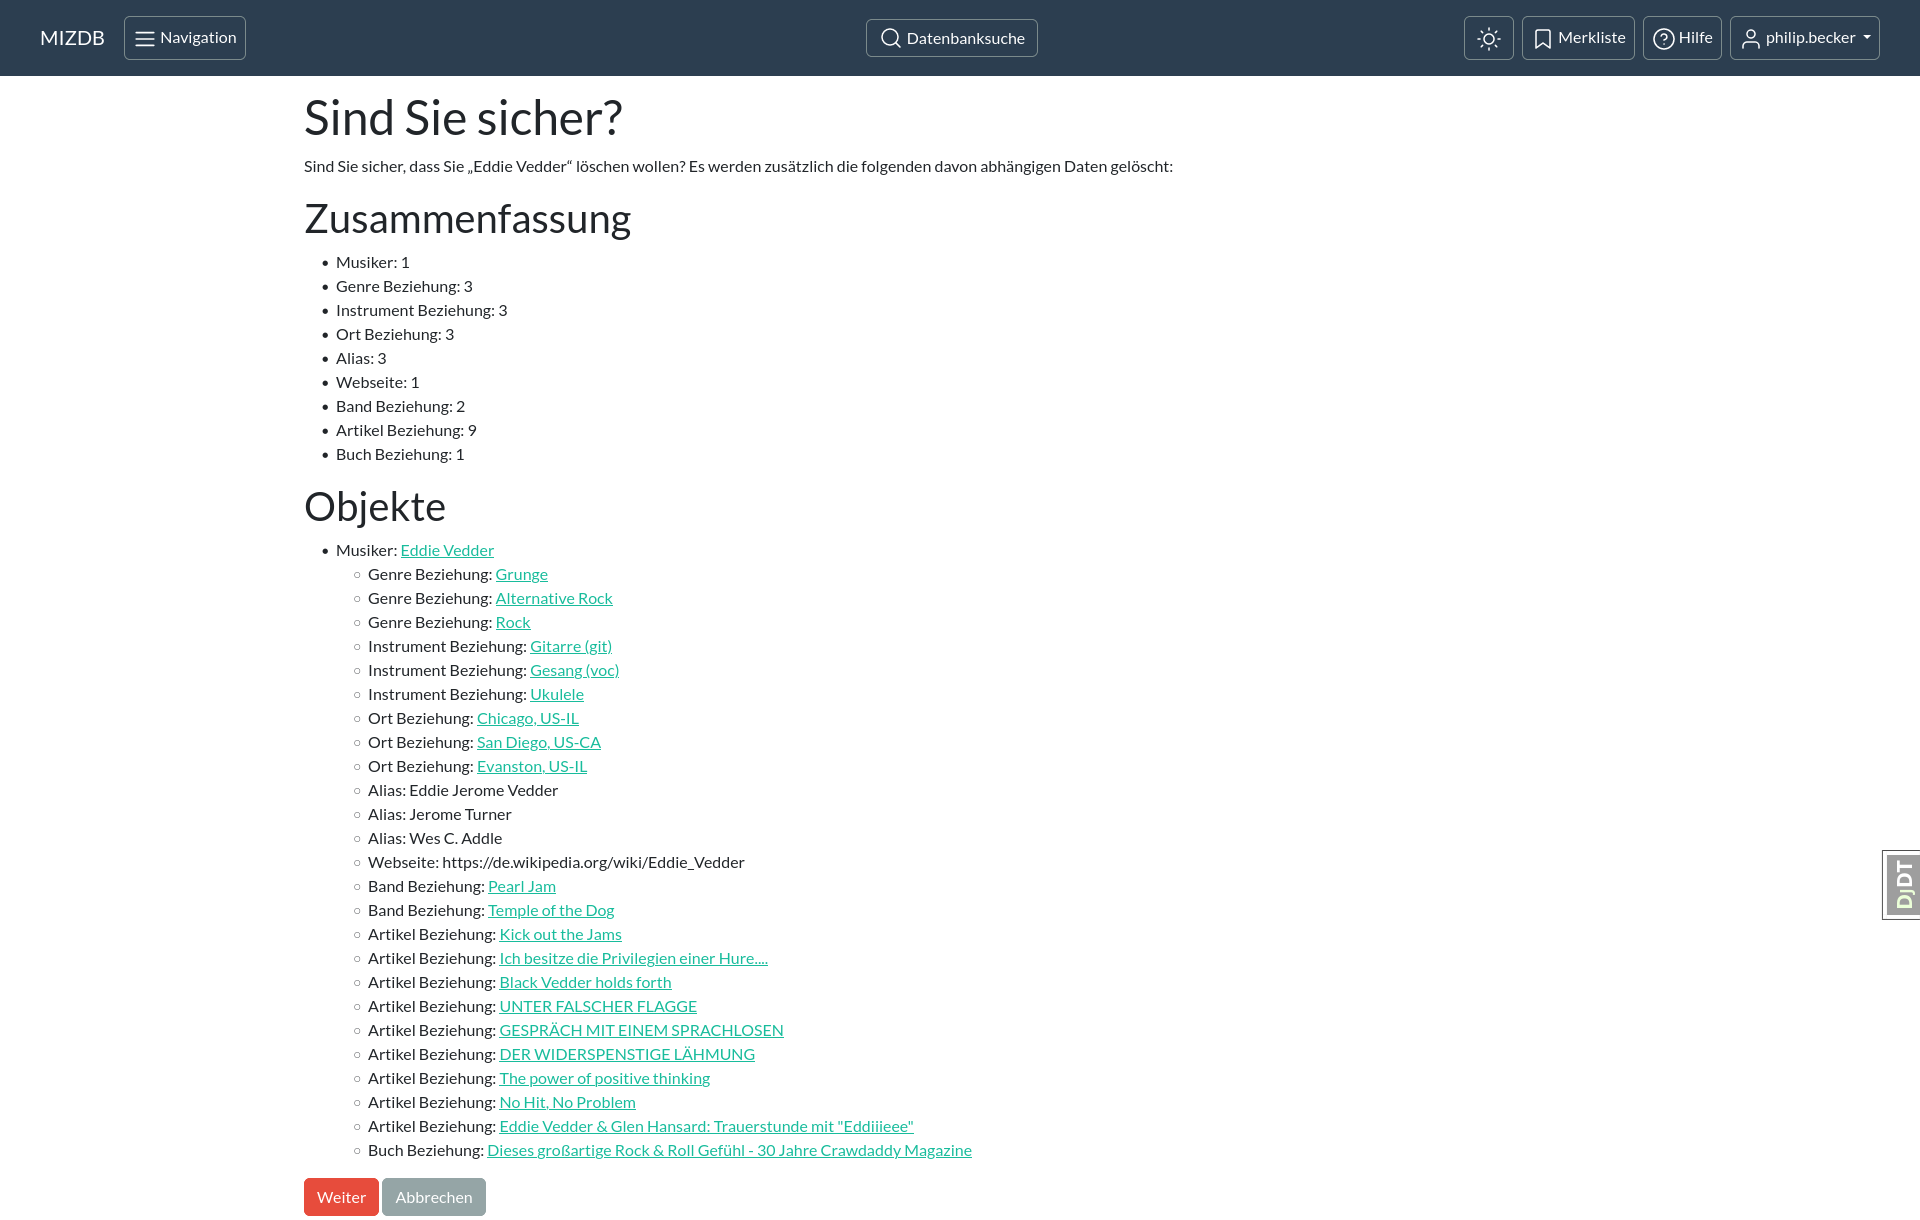 MIZDB Navigation Datenbanksuche Merkliste Hilfe philip.becker
Sind Sie sicher?
Sind Sie sicher, dass Sie „Eddie Vedder“ löschen wollen? Es werden zusätzlich die folgenden davon abhängigen Daten gelöscht:
Zusammenfassung
Musiker: 1
Genre Beziehung: 3
Instrument Beziehung: 3
Ort Beziehung: 3
Alias: 3
Webseite: 1
Band Beziehung: 2
Artikel Beziehung: 9
Buch Beziehung: 1
Objekte
Musiker: Eddie Vedder
Genre Beziehung: Grunge
Genre Beziehung: Alternative Rock
Genre Beziehung: Rock
Instrument Beziehung: Gitarre (git)
Instrument Beziehung: Gesang (voc)
Instrument Beziehung: Ukulele
Ort Beziehung: Chicago, US-IL
Ort Beziehung: San Diego, US-CA
Ort Beziehung: Evanston, US-IL
Alias: Eddie Jerome Vedder
Alias: Jerome Turner
Alias: Wes C. Addle
Webseite: https://de.wikipedia.org/wiki/Eddie_Vedder
Band Beziehung: Pearl Jam
Band Beziehung: Temple of the Dog
Artikel Beziehung: Kick out the Jams
Artikel Beziehung: Ich besitze die Privilegien einer Hure....
Artikel Beziehung: Black Vedder holds forth
Artikel Beziehung: UNTER FALSCHER FLAGGE
Artikel Beziehung: GESPRÄCH MIT EINEM SPRACHLOSEN
Artikel Beziehung: DER WIDERSPENSTIGE LÄHMUNG
Artikel Beziehung: The power of positive thinking
Artikel Beziehung: No Hit, No Problem
Artikel Beziehung: Eddie Vedder & Glen Hansard: Trauerstunde mit "Eddiiieee"
Buch Beziehung: Dieses großartige Rock & Roll Gefühl - 30 Jahre Crawdaddy Magazine
Weiter Abbrechen
DjDT